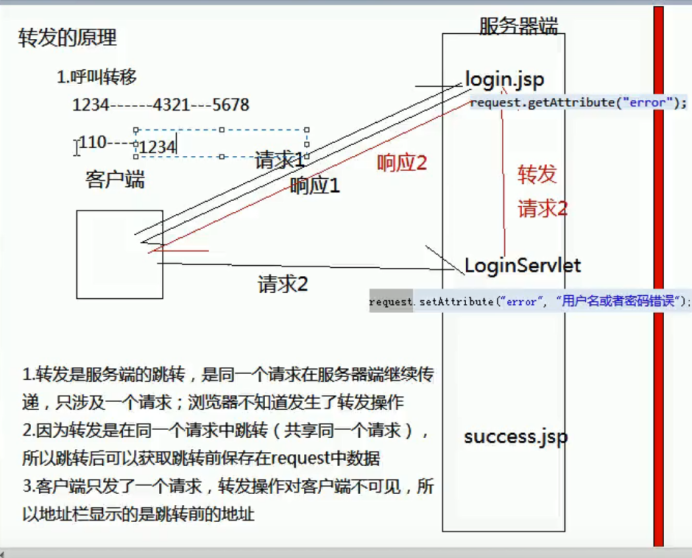 转发的原理
服务器端
1.呼叫转移
login.jsp
1234------4321---5678
request.getAttribute("error");
110----1234
请求1
响应2
客户端
响应1
转发
请求2
LoginServlet
请求2
request.setAttribute("error", "用户名或者密码错误");
1.转发是服务端的跳转，是同一个请求在服务器端继续传
递，只涉及一个请求；浏览器不知道发生了转发操作
2.因为转发是在同一个请求中跳转（共享同一个请求），
所以跳转后可以获取跳转前保存在request中数据
success.jsp
3.客户端只发了一个请求，转发操作对客户端不可见，所
以地址栏显示的是跳转前的地址